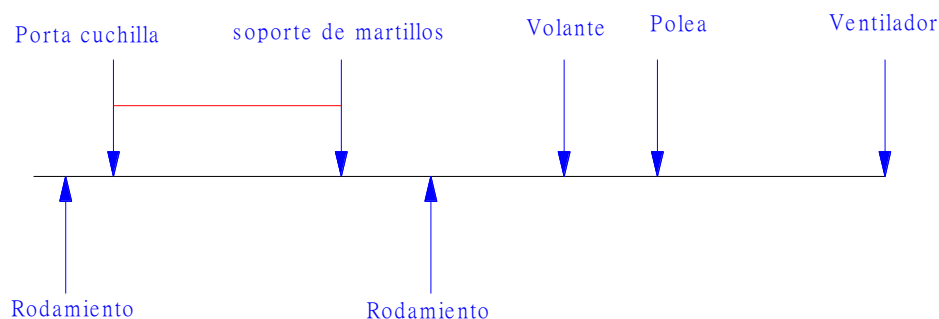 Porta cuchilla
soporte de martillos
Volante
Polea
Ventilador
Rodamiento
Rodamiento